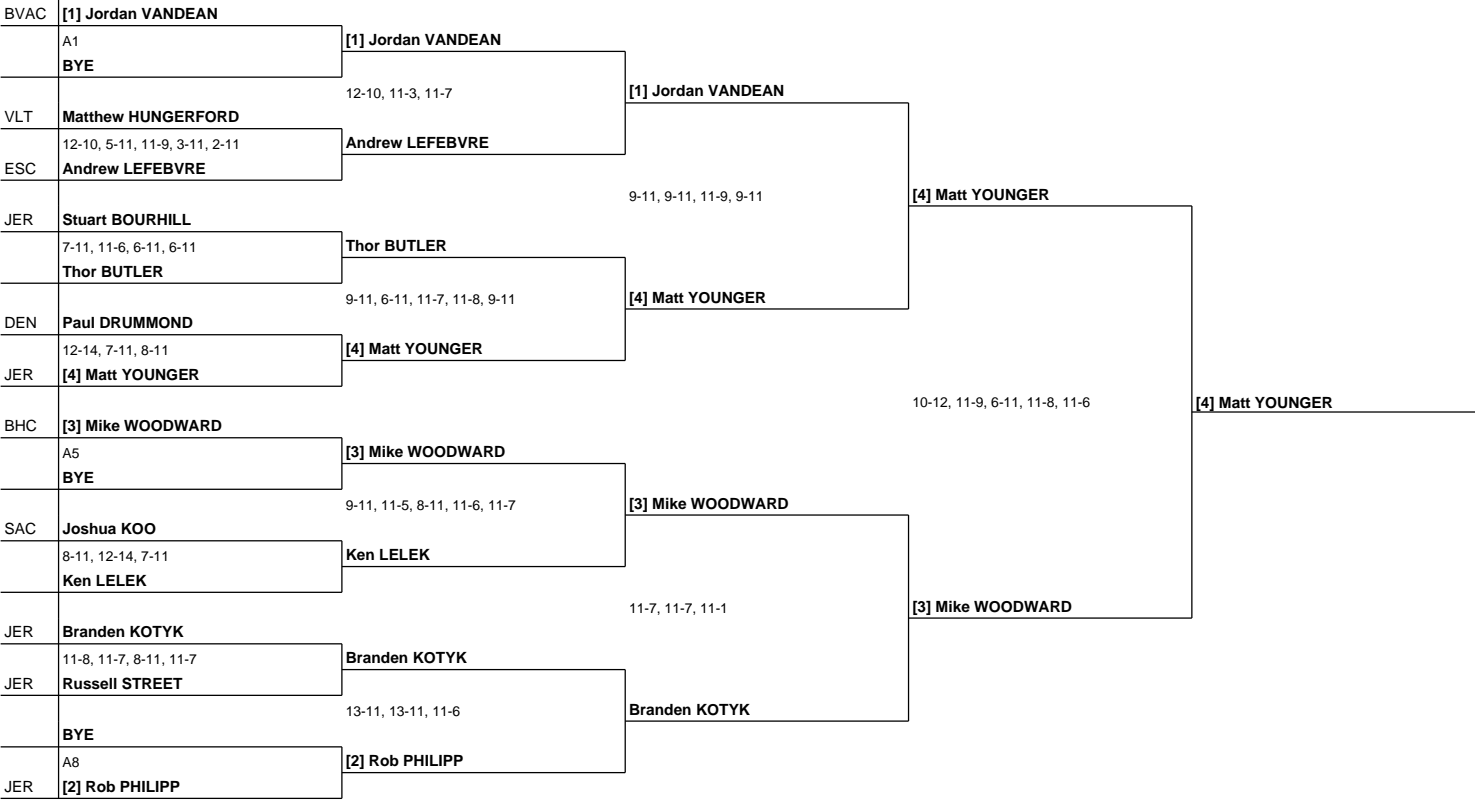 BVAC [1] Jordan VANDEAN
A1 [1] Jordan VANDEAN
BYE
12-10, 11-3, 11-7 [1] Jordan VANDEAN
VLT Matthew HUNGERFORD
12-10, 5-11, 11-9, 3-11, 2-11 Andrew LEFEBVRE
ESC Andrew LEFEBVRE
9-11, 9-11, 11-9, 9-11 [4] Matt YOUNGER
JER Stuart BOURHILL
7-11, 11-6, 6-11, 6-11 Thor BUTLER
Thor BUTLER
9-11, 6-11, 11-7, 11-8, 9-11 [4] Matt YOUNGER
DEN Paul DRUMMOND
12-14, 7-11, 8-11 [4] Matt YOUNGER
JER [4] Matt YOUNGER
10-12, 11-9, 6-11, 11-8, 11-6 [4] Matt YOUNGER
BHC [3] Mike WOODWARD
A5 [3] Mike WOODWARD
BYE
9-11, 11-5, 8-11, 11-6, 11-7 [3] Mike WOODWARD
SAC Joshua KOO
8-11, 12-14, 7-11 Ken LELEK
Ken LELEK
11-7, 11-7, 11-1 [3] Mike WOODWARD
JER Branden KOTYK
11-8, 11-7, 8-11, 11-7 Branden KOTYK
JER Russell STREET
13-11, 13-11, 11-6 Branden KOTYK
BYE
A8 [2] Rob PHILIPP
JER [2] Rob PHILIPP